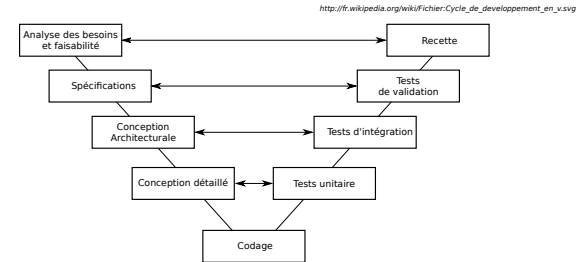 http://fr.wikipedia.org/wiki/Fichier:Cycle_de_developpement_en_v.svg
Analyse des besoins
et faisabilité
Recette
Spécifications
Tests
de validation
Conception
Architecturale
Tests d'intégration
Conception détaillé
Tests unitaire
Codage